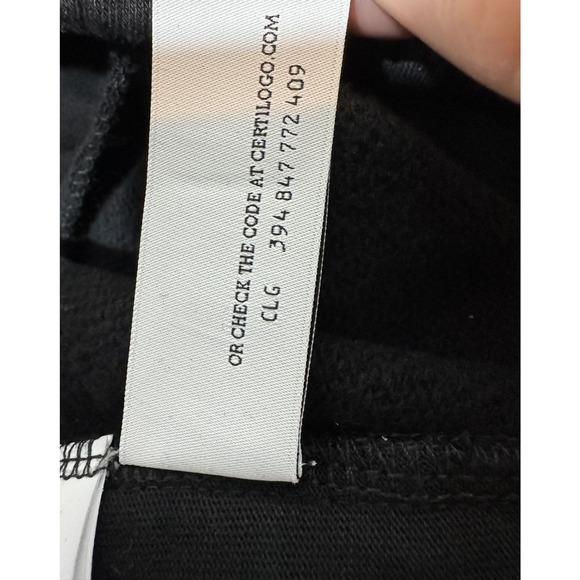 OR CHECK THE CODE AT CERTILOGO.COM
CLG 394 847 772 409